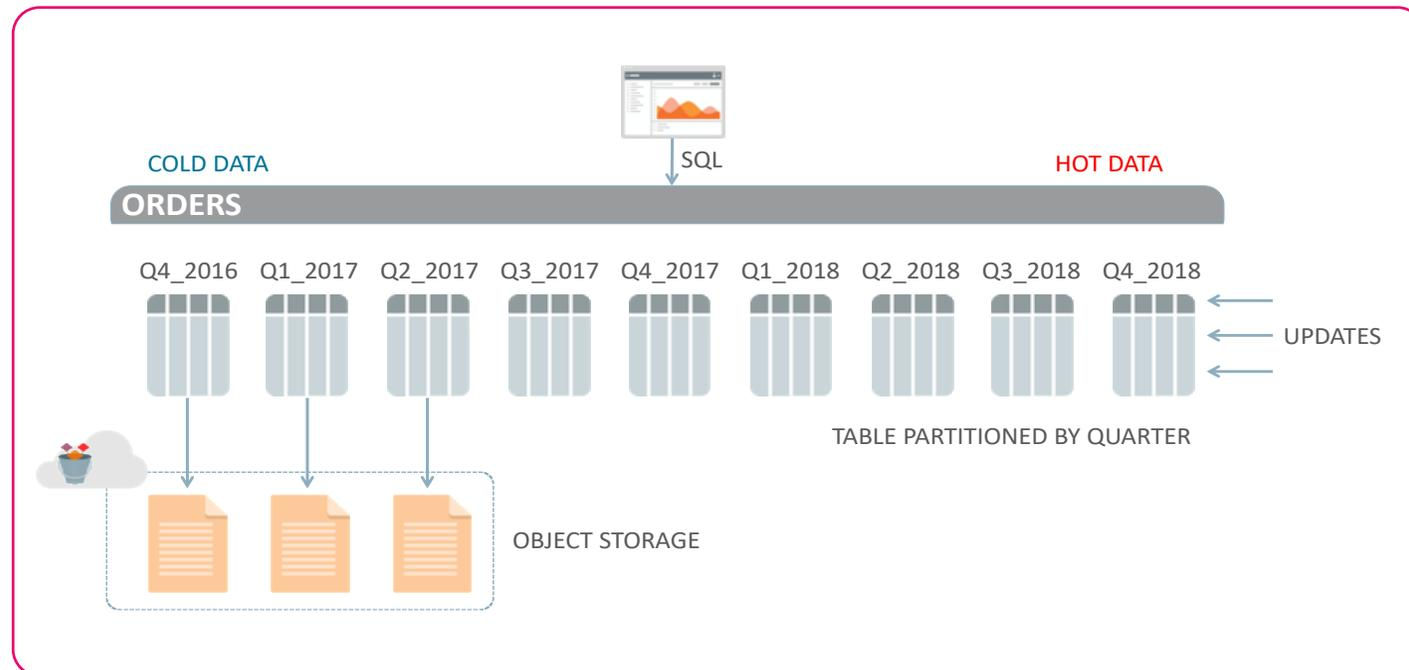 SQL
COLD DATA
HOT DATA
ORDERS
Q4_2016 Q1_2017 Q2_2017 Q3_2017 Q4_2017 Q1_2018 Q2_2018 Q3_2018 Q4_2018
UPDATES
TABLE PARTITIONED BY QUARTER
OBJECT STORAGE